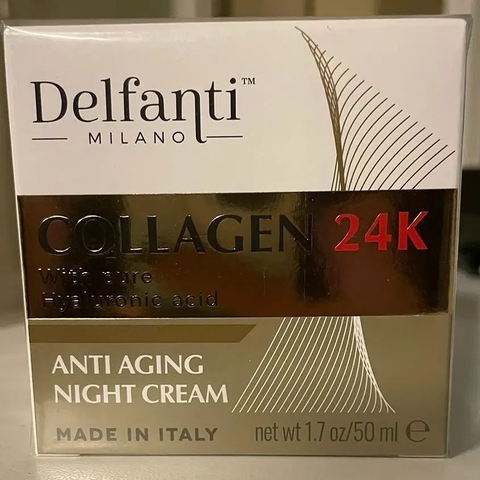 Delfanti™
MILANO
COLLAGEN 24K
With pure
Hyaluronic acid
ANTI AGING
NIGHT CREAM
MADE IN ITALY net wt 1.7 oz/50 ml ℮